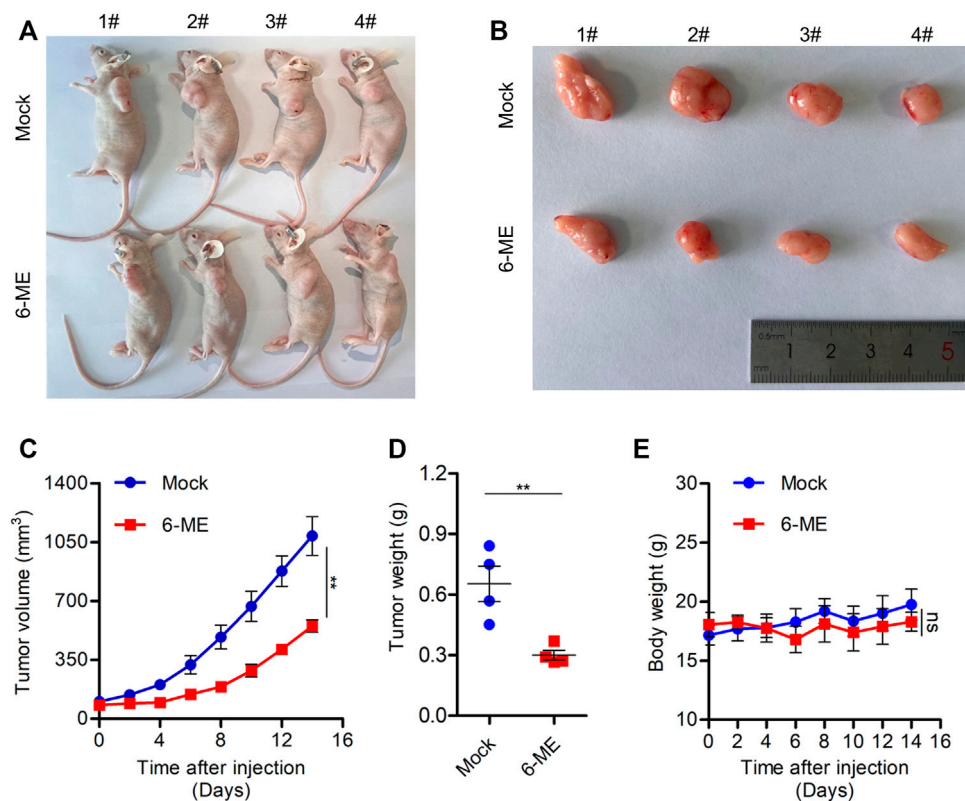 A
1# 2# 3# 4#
Mock
6-ME
B
1# 2# 3# 4#
Mock
6-ME
0.5mm
1 2 3 4 5
mm
C
Mock
6-ME
Tumor volume (mm³)
1400
1050
700
350
0
0 4 8 12 16
Time after injection
(Days)
**
D
Tumor weight (g)
1.2
0.9
0.6
0.3
0.0
**
Mock 6-ME
E
Mock
6-ME
Body weight (g)
30
25
20
15
10
0 2 4 6 8 10 12 14 16
Time after injection
(Days)
ns